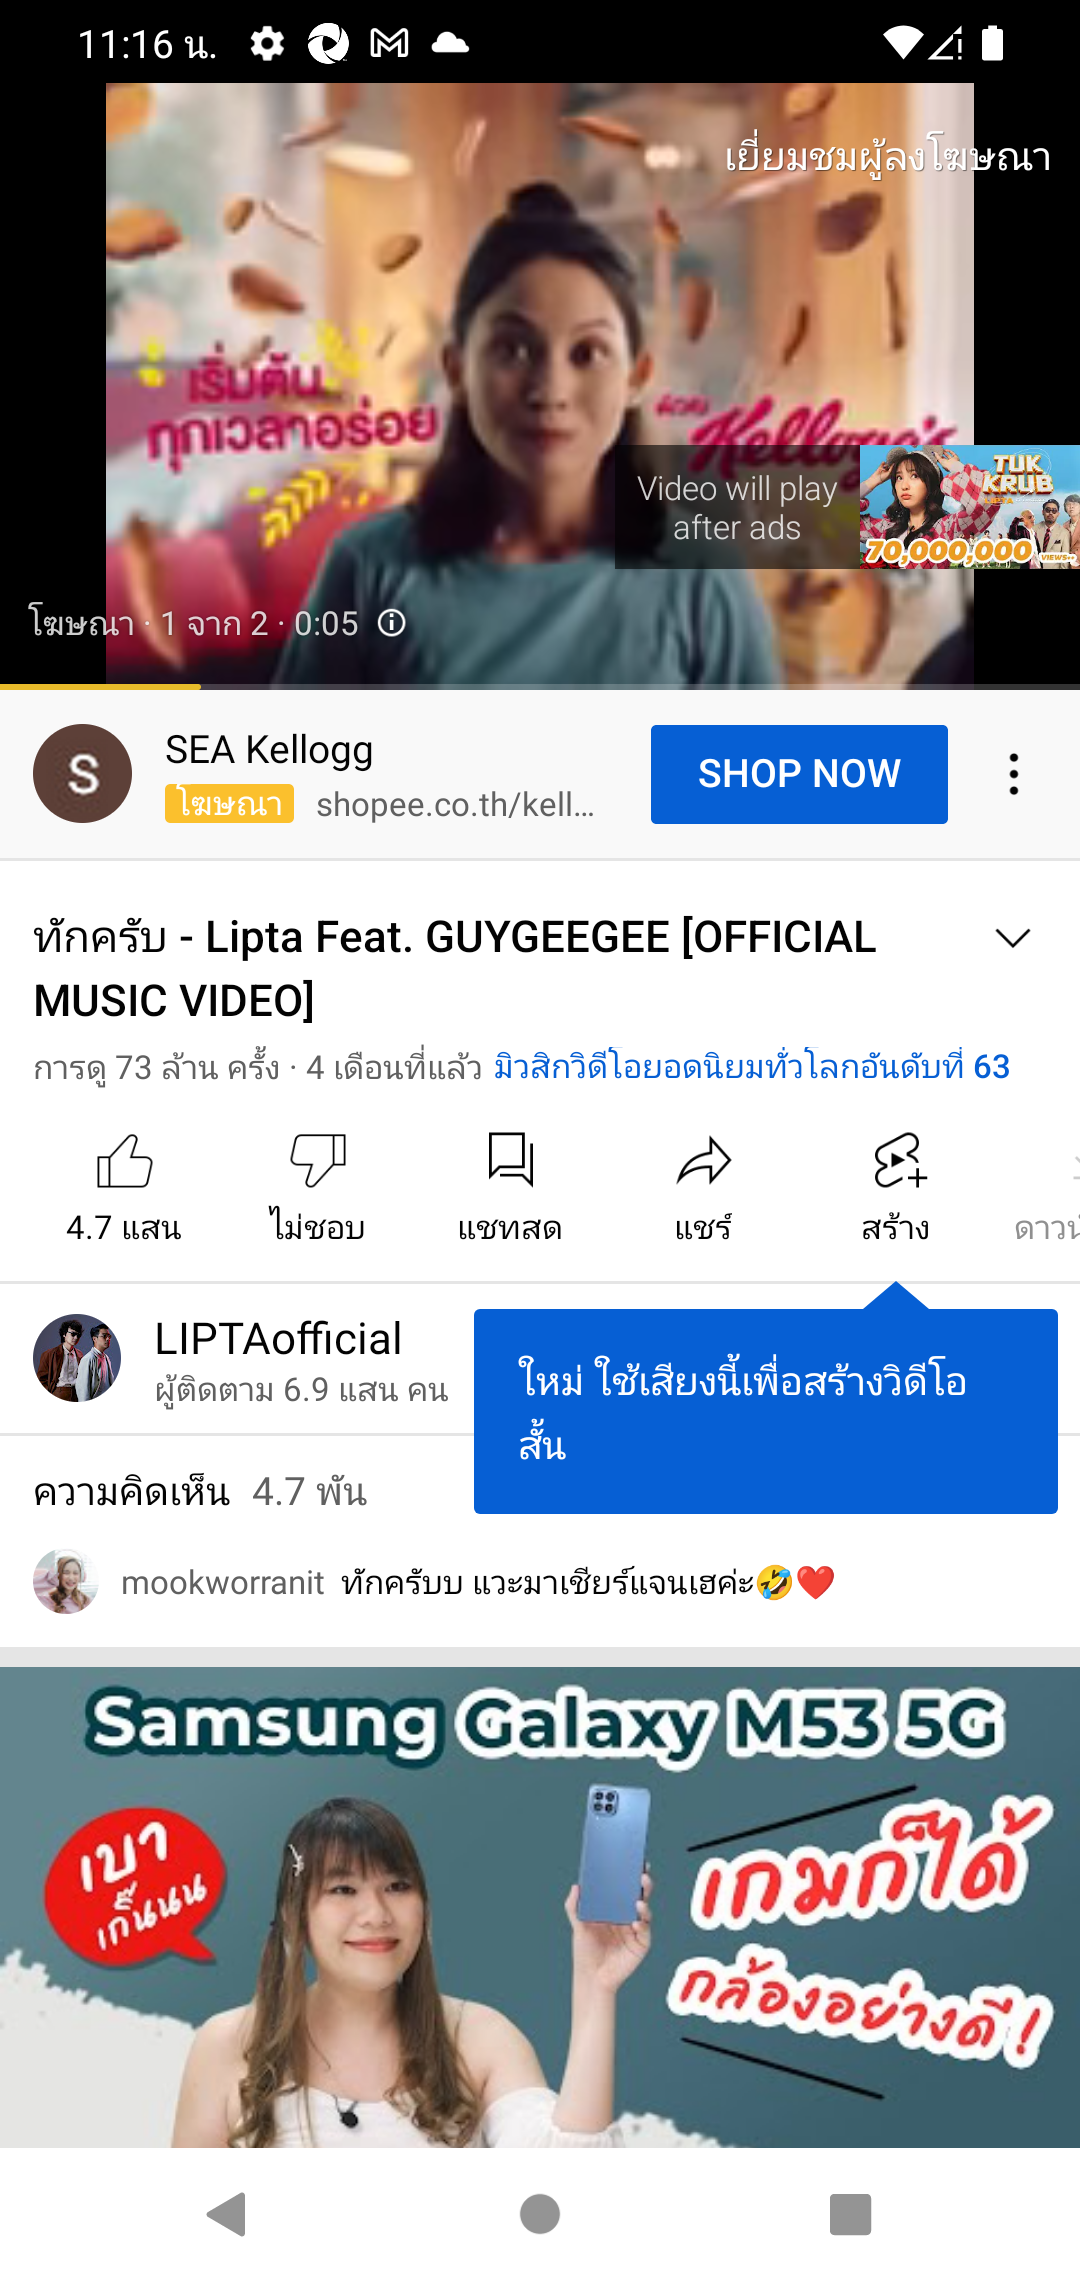 11:16 น.
เยี่ยมชมผู้ลงโฆษณา
เริ่มต้น
ทุกเวลาอร่อย
ด้วย
Kellogg's
Video will play
after ads
TUK
KRUB
70,000,000 VIEWS++
โฆษณา · 1 จาก 2 · 0:05
S
SEA Kellogg
โฆษณา shopee.co.th/kell...
SHOP NOW
ทักครับ - Lipta Feat. GUYGEEGEE [OFFICIAL
MUSIC VIDEO]
การดู 73 ล้าน ครั้ง · 4 เดือนที่แล้ว มิวสิกวิดีโอยอดนิยมทั่วโลกอันดับที่ 63
4.7 แสน
ไม่ชอบ
แชทสด
แชร์
สร้าง
ดาวน์
LIPTAofficial
ผู้ติดตาม 6.9 แสน คน
ใหม่ ใช้เสียงนี้เพื่อสร้างวิดีโอ
สั้น
ความคิดเห็น 4.7 พัน
mookworranit ทักครับบ แวะมาเชียร์แจนเฮค่ะ🤣❤️
Samsung Galaxy M53 5G
เบา
เกิ๊นนน
เกมก็ได้
กล้องอย่างดี!